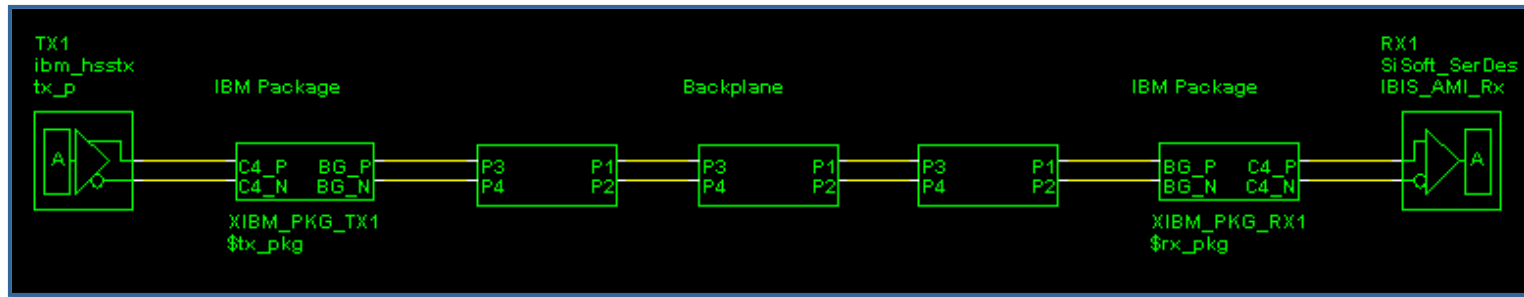 TX1
ibm_hsstx
tx_p
IBM Package
Backplane
IBM Package
RX1
SiSoft_SerDes
IBIS_AMI_Rx
A
C4_P BG_P
C4_N BG_N
XIBM_PKG_TX1
$tx_pkg
P3 P1
P4 P2
P3 P1
P4 P2
P3 P1
P4 P2
BG_P C4_P
BG_N C4_N
XIBM_PKG_RX1
$rx_pkg
A